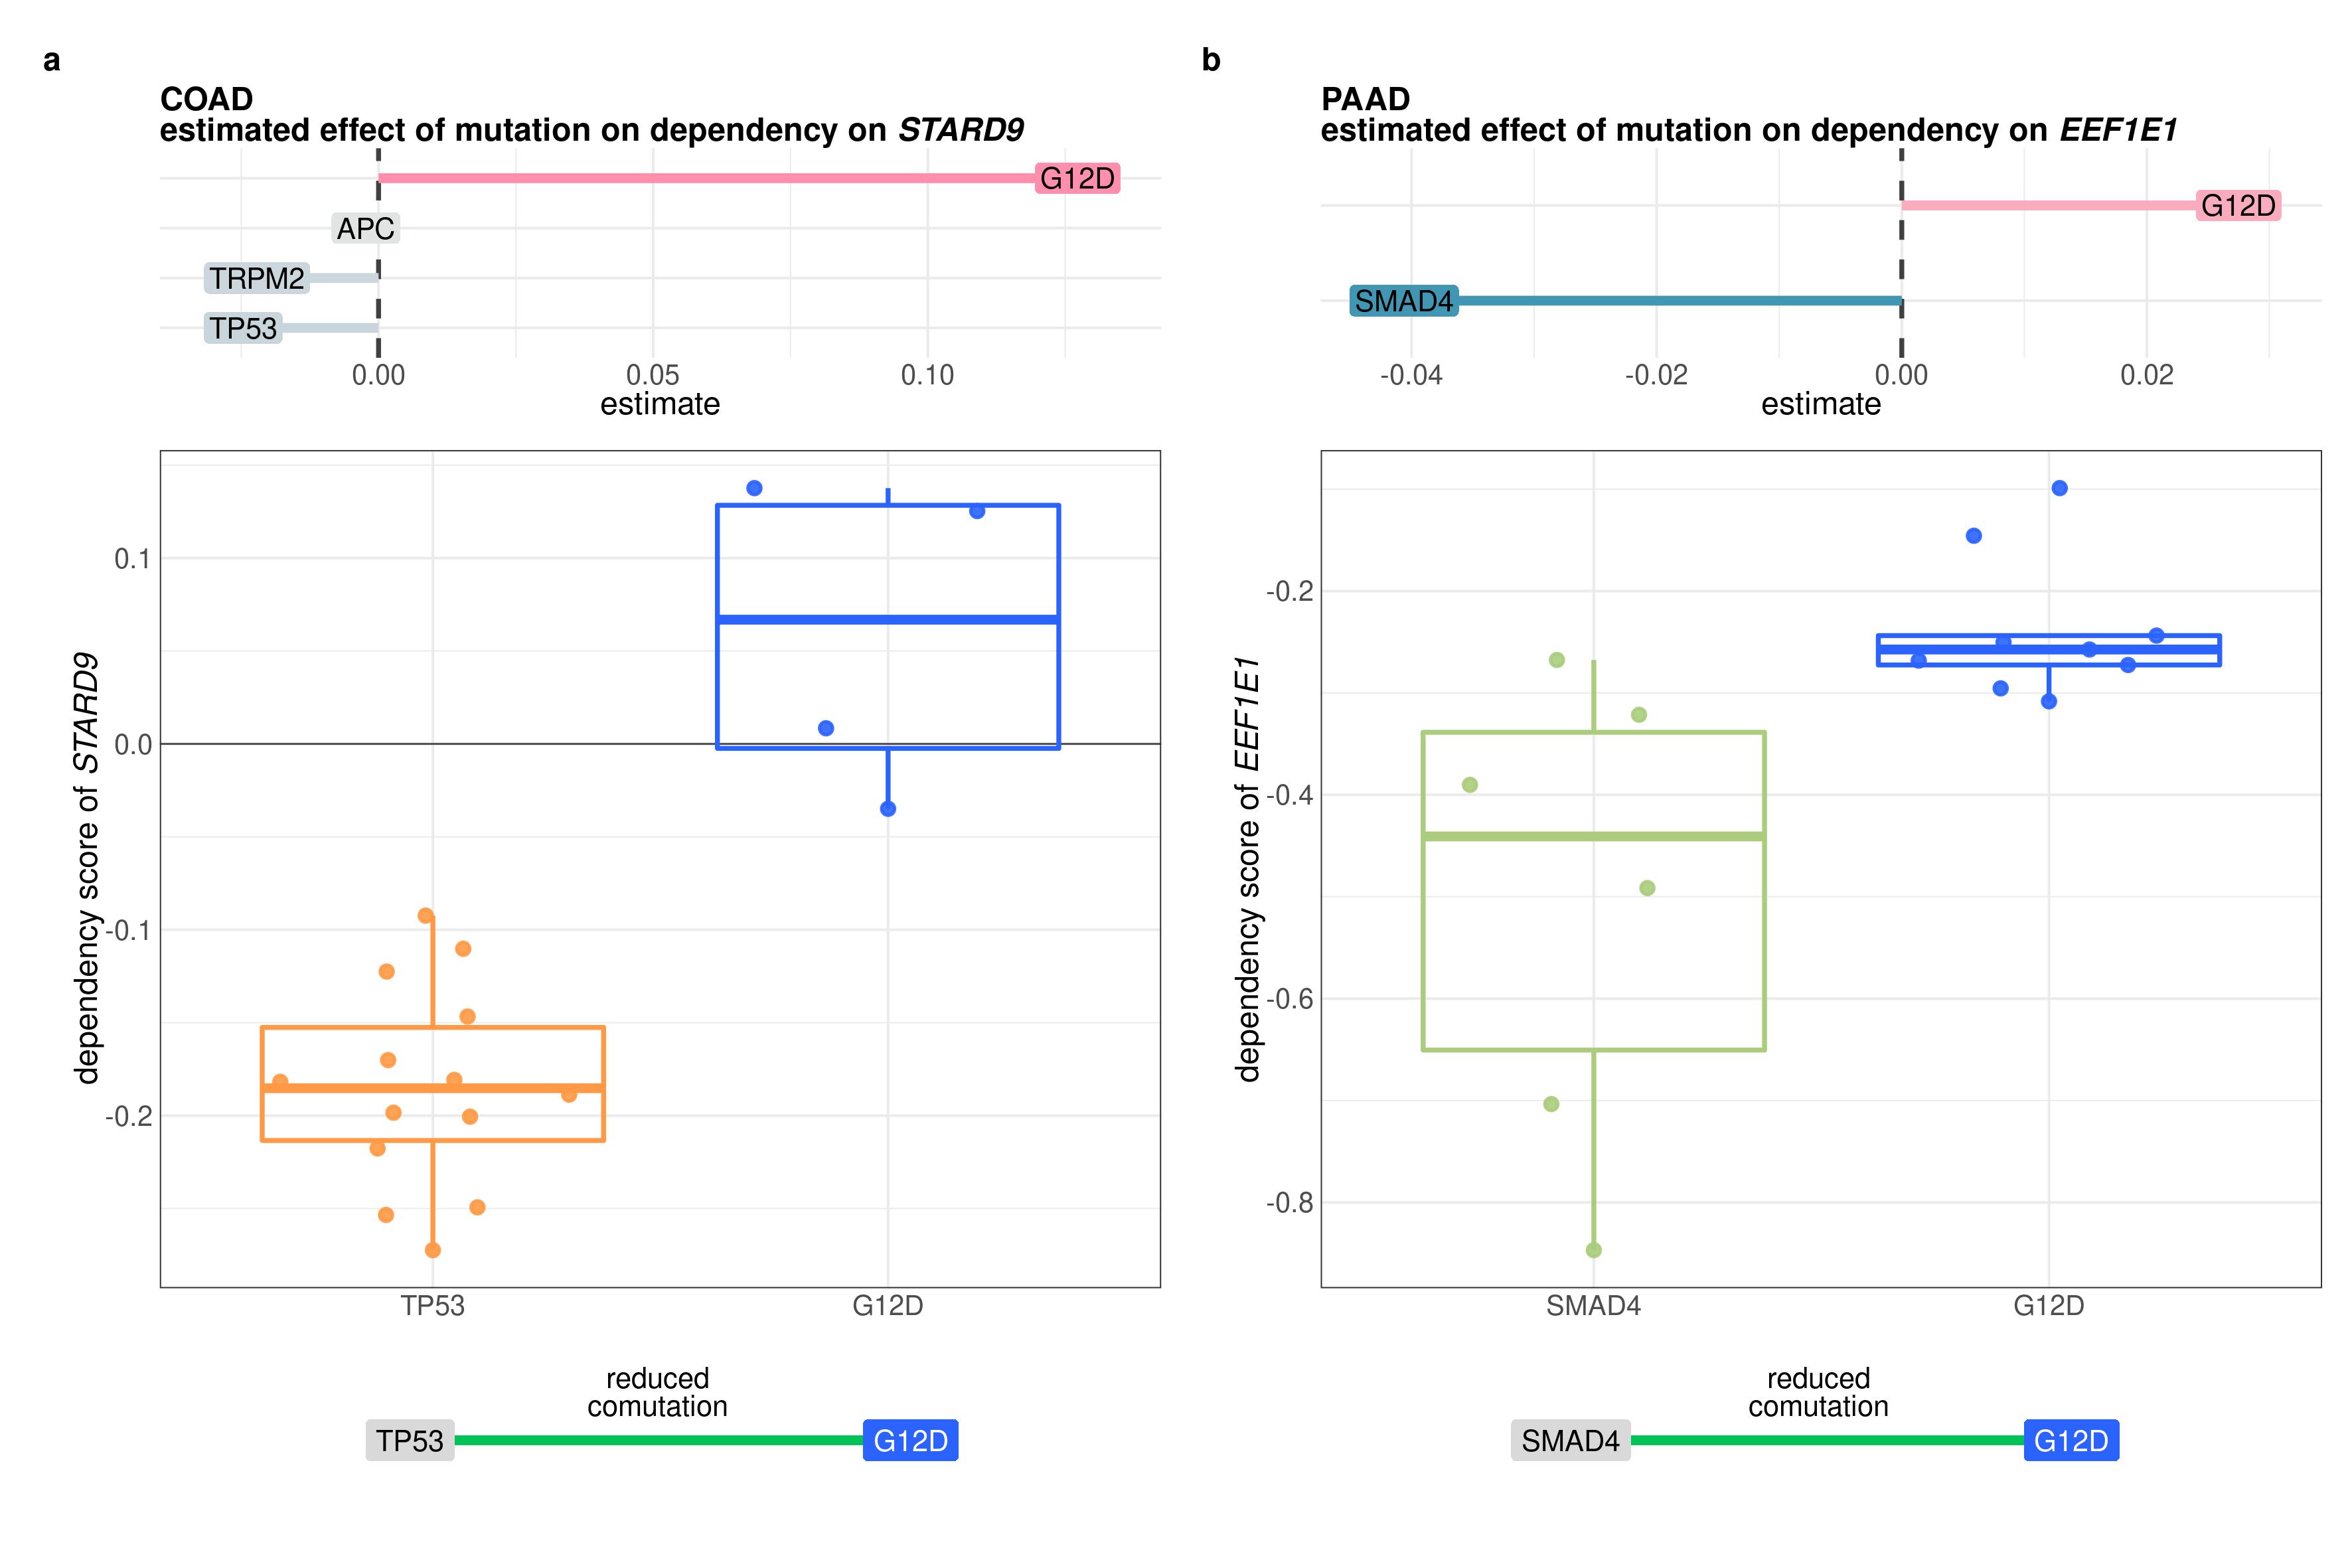 a
COAD
estimated effect of mutation on dependency on STARD9
G12D
APC
TRPM2
TP53
0.00 0.05 0.10
estimate
dependency score of STARD9
0.1
0.0
-0.1
-0.2
TP53 G12D
reduced
comutation
TP53 G12D
b
PAAD
estimated effect of mutation on dependency on EEF1E1
G12D
SMAD4
-0.04 -0.02 0.00 0.02
estimate
dependency score of EEF1E1
-0.2
-0.4
-0.6
-0.8
SMAD4 G12D
reduced
comutation
SMAD4 G12D